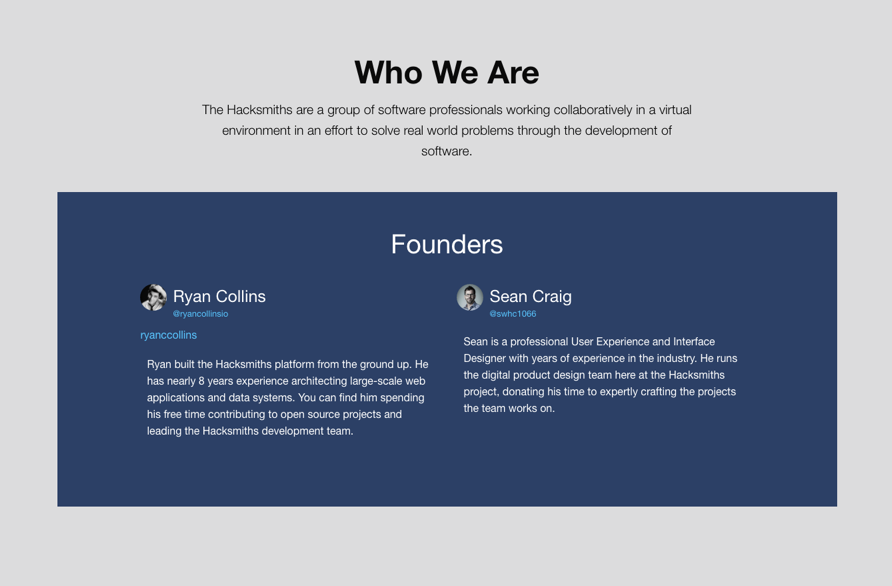 Who We Are
The Hacksmiths are a group of software professionals working collaboratively in a virtual
environment in an effort to solve real world problems through the development of
software.
Founders
Ryan Collins
@ryancollinsio
ryanccollins
Ryan built the Hacksmiths platform from the ground up. He
has nearly 8 years experience architecting large-scale web
applications and data systems. You can find him spending
his free time contributing to open source projects and
leading the Hacksmiths development team.
Sean Craig
@swhc1066
Sean is a professional User Experience and Interface
Designer with years of experience in the industry. He runs
the digital product design team here at the Hacksmiths
project, donating his time to expertly crafting the projects
the team works on.